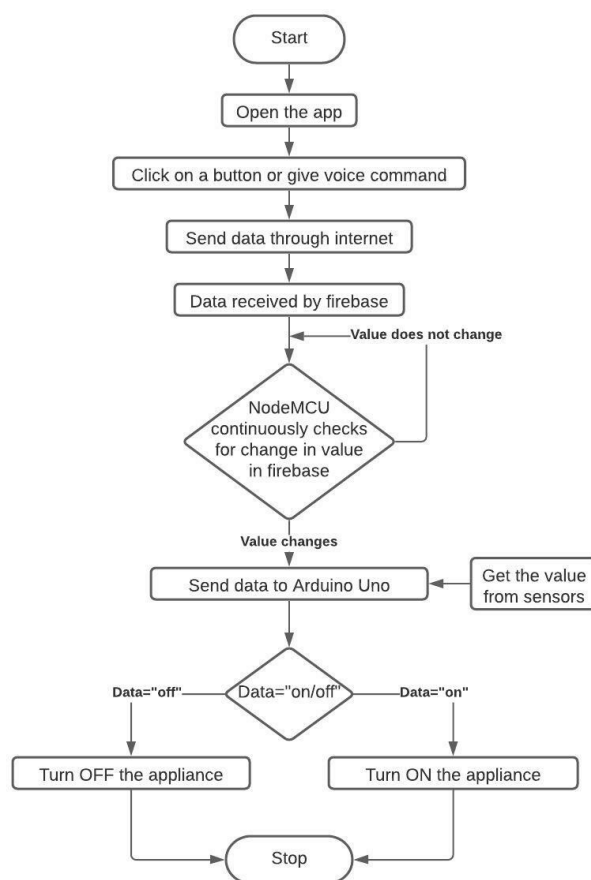 Start
Open the app
Click on a button or give voice command
Send data through internet
Data received by firebase
Value does not change
NodeMCU
continuously checks
for change in value
in firebase
Value changes
Send data to Arduino Uno
Get the value
from sensors
Data="off"
Data="on/off"
Data="on"
Turn OFF the appliance
Turn ON the appliance
Stop